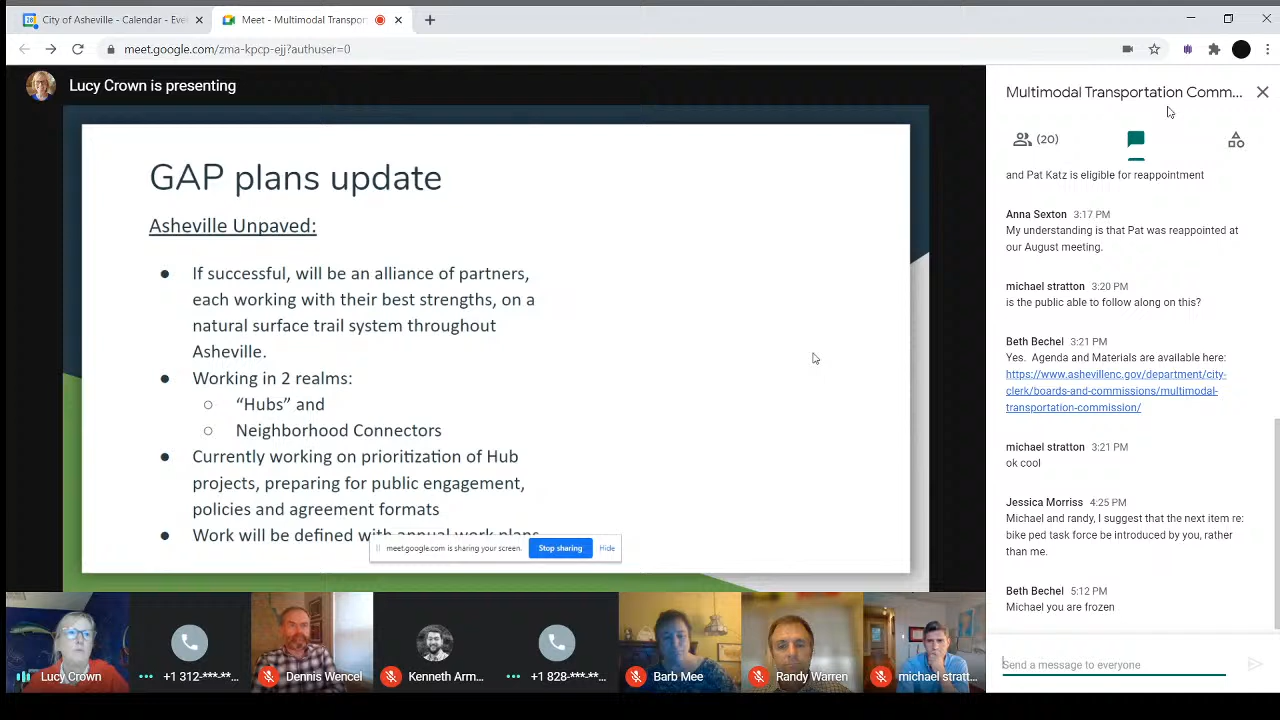 City of Asheville - Calendar - Eve
Meet - Multimodal Transpor
meet.google.com/zma-kpcp-ejj?authuser=0
Lucy Crown is presenting
GAP plans update
Asheville Unpaved:
● If successful, will be an alliance of partners,
each working with their best strengths, on a
natural surface trail system throughout
Asheville.
● Working in 2 realms:
○ “Hubs” and
○ Neighborhood Connectors
● Currently working on prioritization of Hub
projects, preparing for public engagement,
policies and agreement formats
● Work will be defined with annual work plans
meet.google.com is sharing your screen.
Stop sharing
Hide
Lucy Crown
+1 312-***-**...
Dennis Wencel
Kenneth Arm...
+1 828-***-**...
Barb Mee
Randy Warren
michael stratt...
Multimodal Transportation Comm...
(20)
and Pat Katz is eligible for reappointment
Anna Sexton 3:17 PM
My understanding is that Pat was reappointed at
our August meeting.
michael stratton 3:20 PM
is the public able to follow along on this?
Beth Bechel 3:21 PM
Yes. Agenda and Materials are available here:
https://www.ashevillenc.gov/department/city-
clerk/boards-and-commissions/multimodal-
transportation-commission/
michael stratton 3:21 PM
ok cool
Jessica Morriss 4:25 PM
Michael and randy, I suggest that the next item re:
bike ped task force be introduced by you, rather
than me.
Beth Bechel 5:12 PM
Michael you are frozen
Send a message to everyone